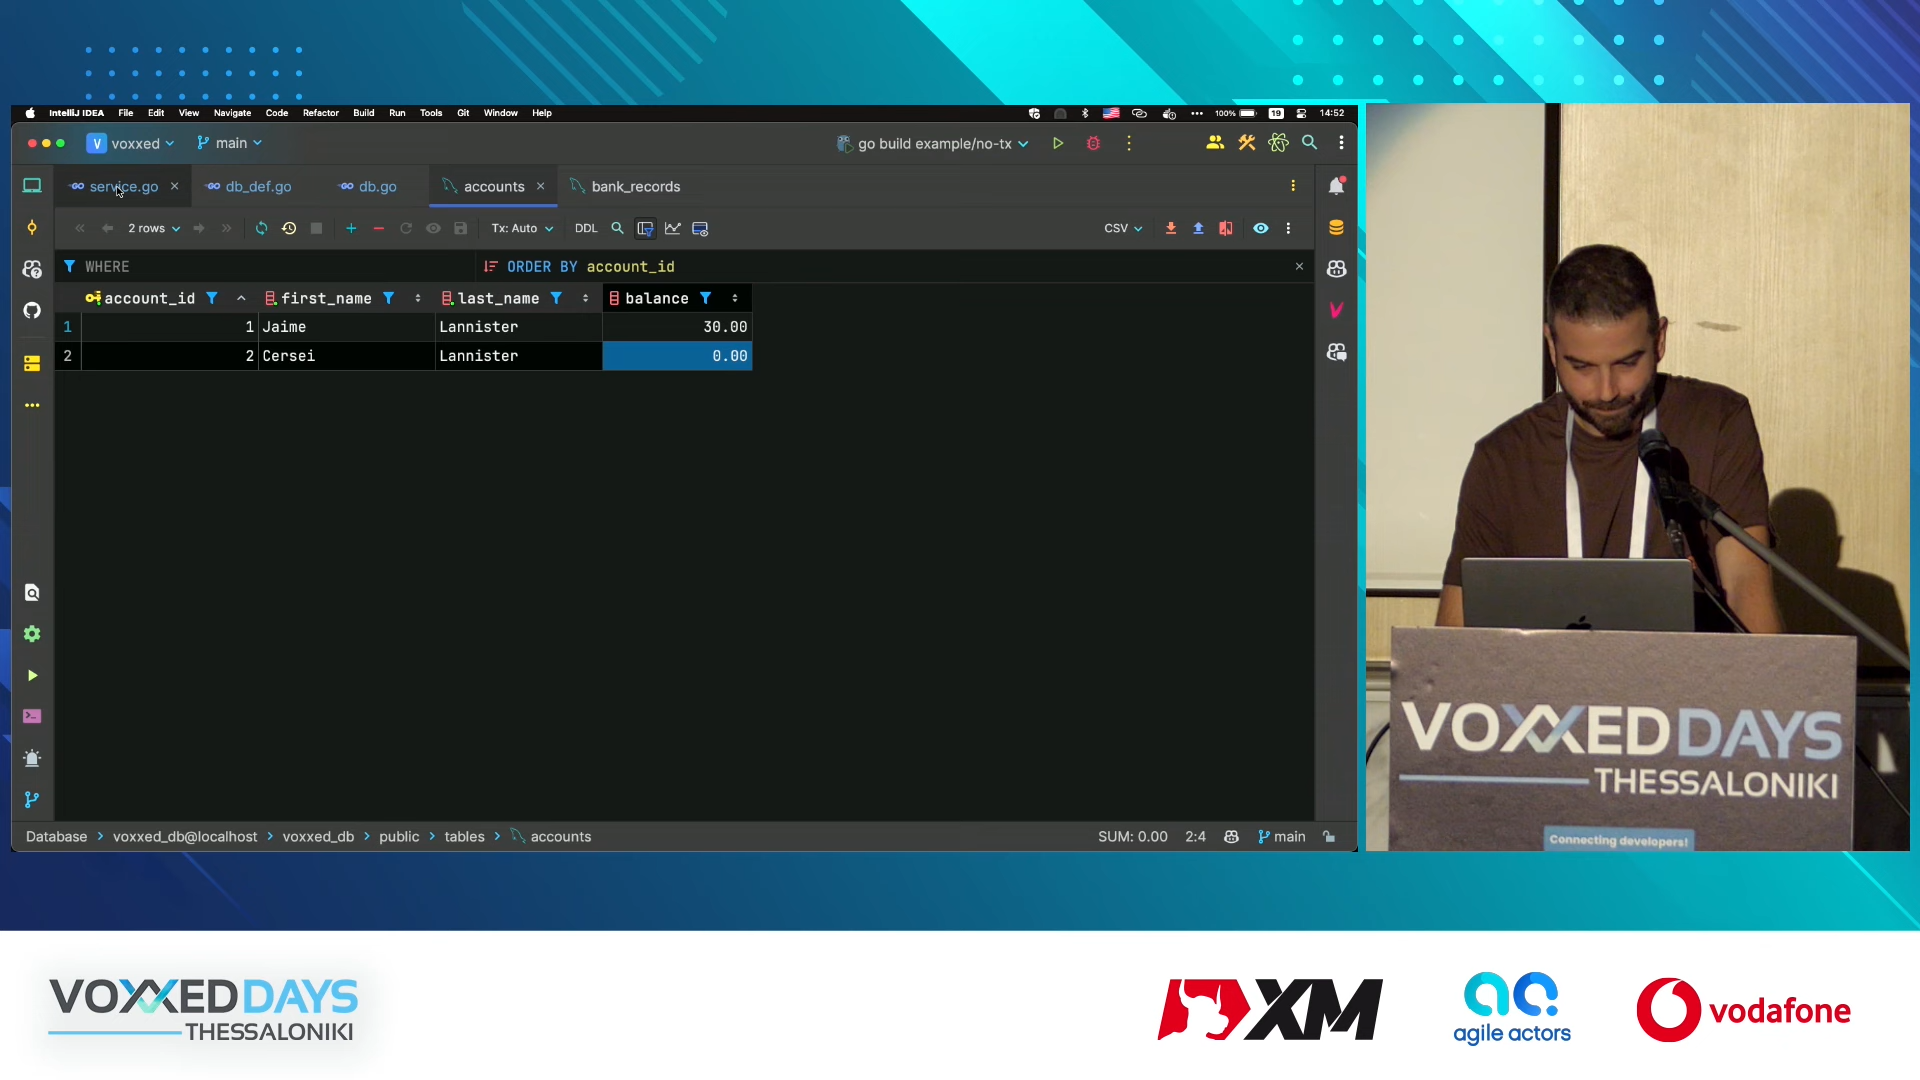 IntelliJ IDEA File Edit View Navigate Code Refactor Build Run Tools Git Window Help 100% 19 14:52
V voxxed main go build example/no-tx
service.go db_def.go db.go accounts bank_records
2 rows Tx: Auto DDL CSV
WHERE ORDER BY account_id
account_id first_name last_name balance
1 1 Jaime Lannister 30.00
2 2 Cersei Lannister 0.00
Database > voxxed_db@localhost > voxxed_db > public > tables > accounts SUM: 0.00 2:4 main
VOXXED DAYS
THESSALONIKI
Connecting developers!
VOXXED DAYS
THESSALONIKI
XM
agile actors
vodafone